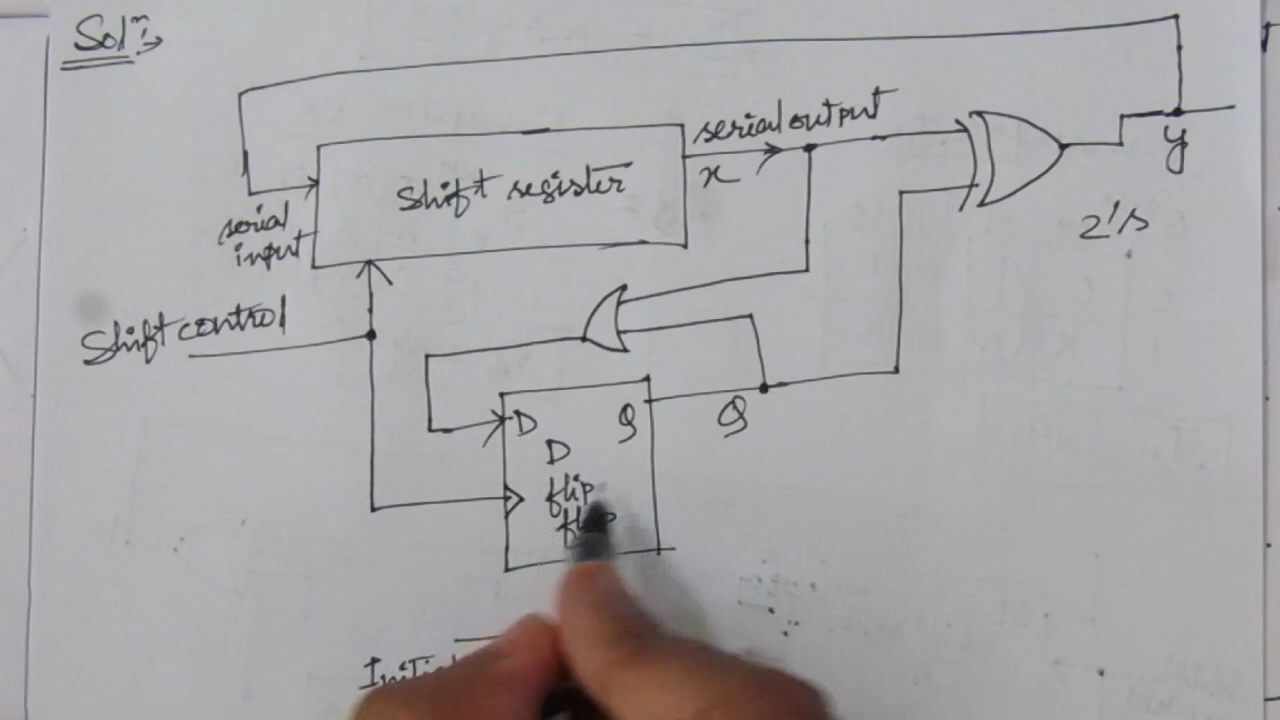 Solⁿ:→
serial output
x
y
Shift register
serial
input
2's
Shift control
D
Q
Q
D
flip
flop